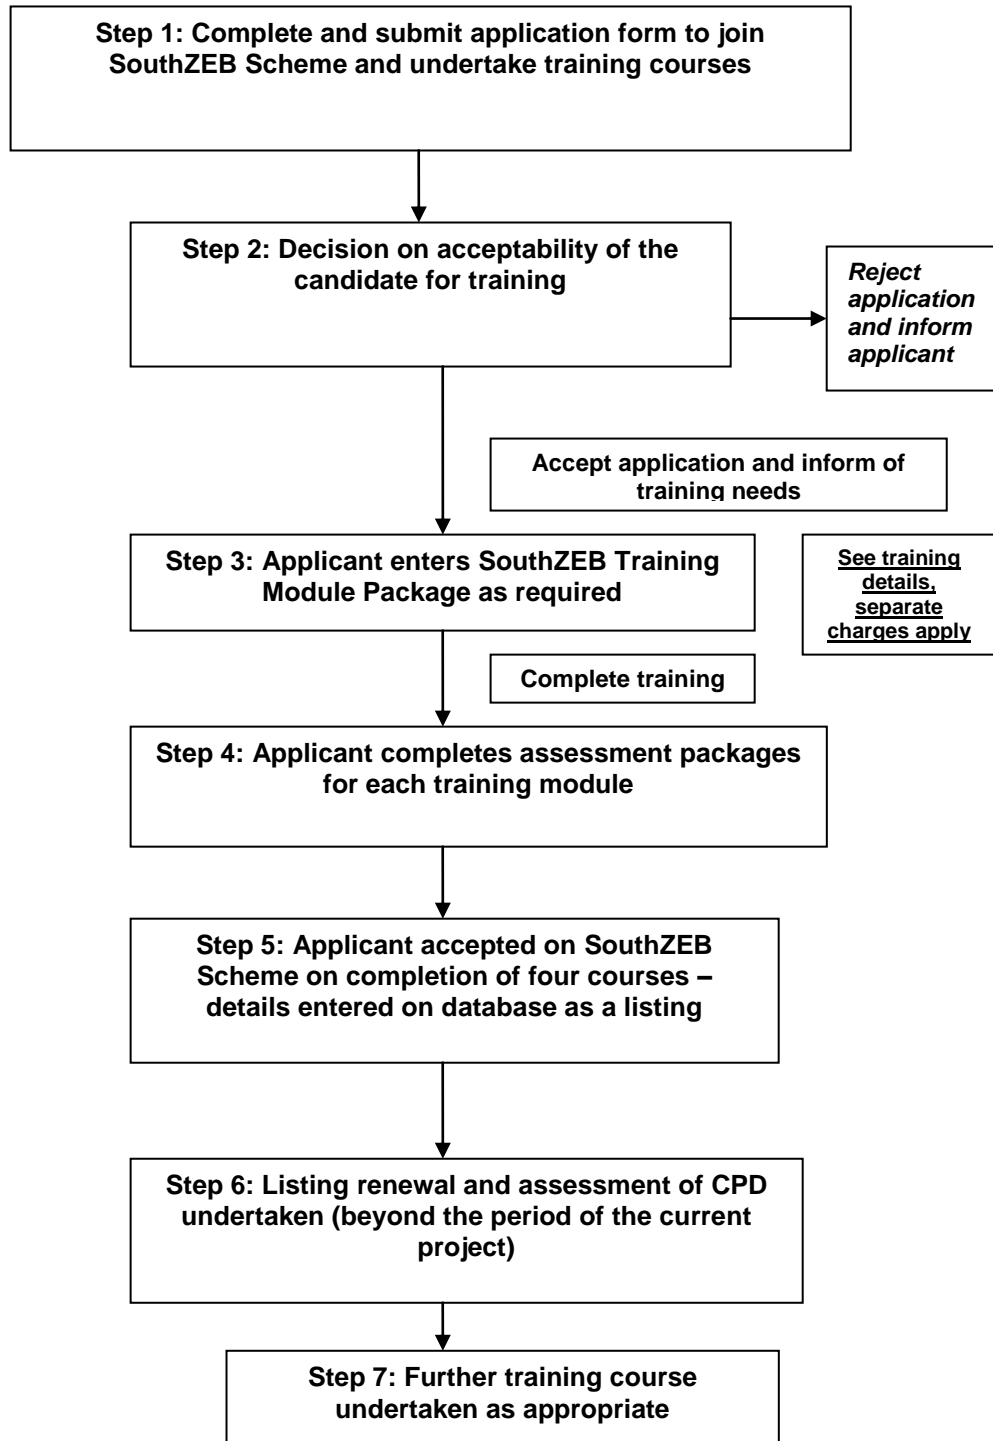 Step 1: Complete and submit application form to join
SouthZEB Scheme and undertake training courses
Step 2: Decision on acceptability of the
candidate for training
Reject
application
and inform
applicant
Accept application and inform of
training needs
Step 3: Applicant enters SouthZEB Training
Module Package as required
See training
details,
separate
charges apply
Complete training
Step 4: Applicant completes assessment packages
for each training module
Step 5: Applicant accepted on SouthZEB
Scheme on completion of four courses –
details entered on database as a listing
Step 6: Listing renewal and assessment of CPD
undertaken (beyond the period of the current
project)
Step 7: Further training course
undertaken as appropriate